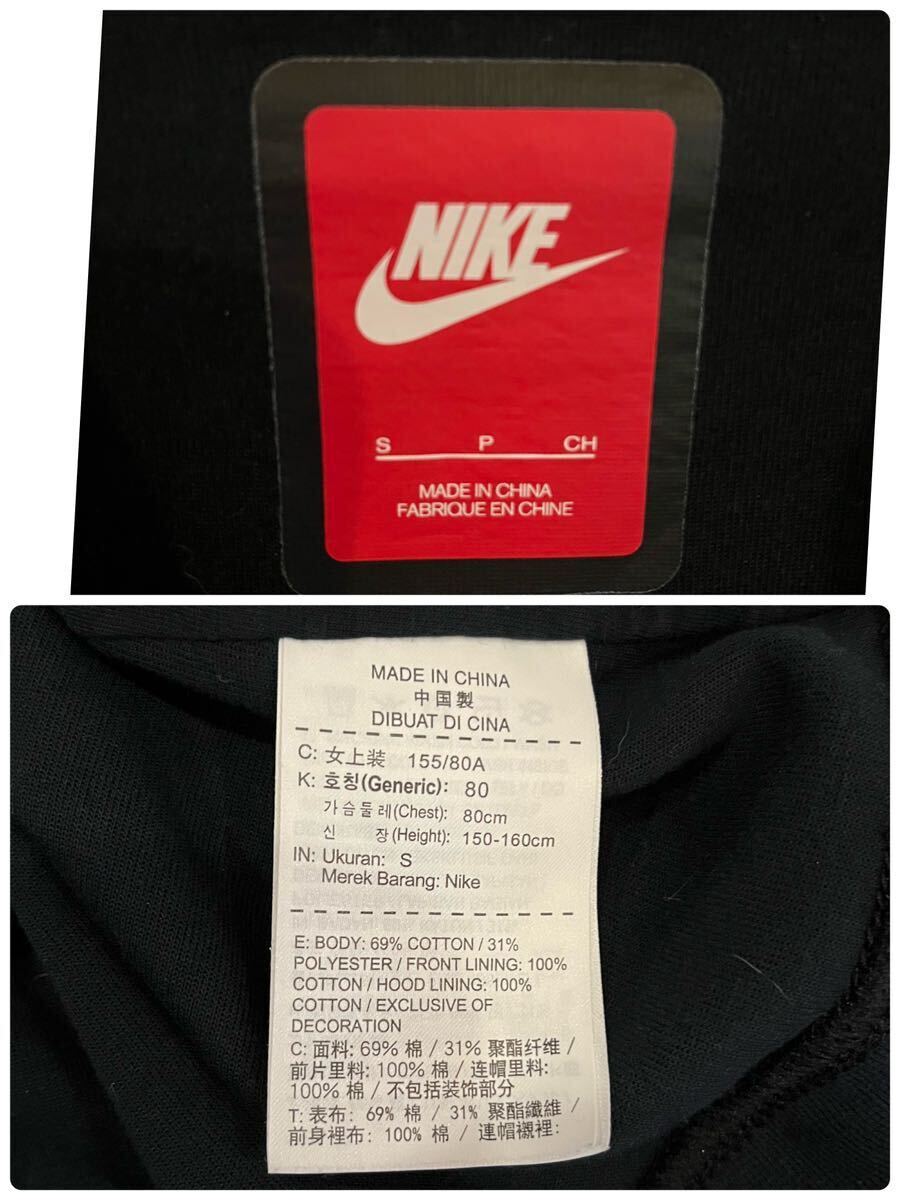 NIKE
S P CH
MADE IN CHINA
FABRIQUE EN CHINE
MADE IN CHINA
中国製
DIBUAT DI CINA
C: 女上装 155/80A
K: 호칭(Generic): 80
가슴둘레(Chest): 80cm
신 장(Height): 150-160cm
IN: Ukuran: S
Merek Barang: Nike
E: BODY: 69% COTTON / 31%
POLYESTER / FRONT LINING: 100%
COTTON / HOOD LINING: 100%
COTTON / EXCLUSIVE OF
DECORATION
C: 面料: 69% 棉 / 31% 聚酯纤维 /
前片里料: 100% 棉 / 连帽里料:
100% 棉 / 不包括装饰部分
T: 表布: 69% 棉 / 31% 聚酯纖維 /
前身裡布: 100% 棉 / 連帽襯裡: